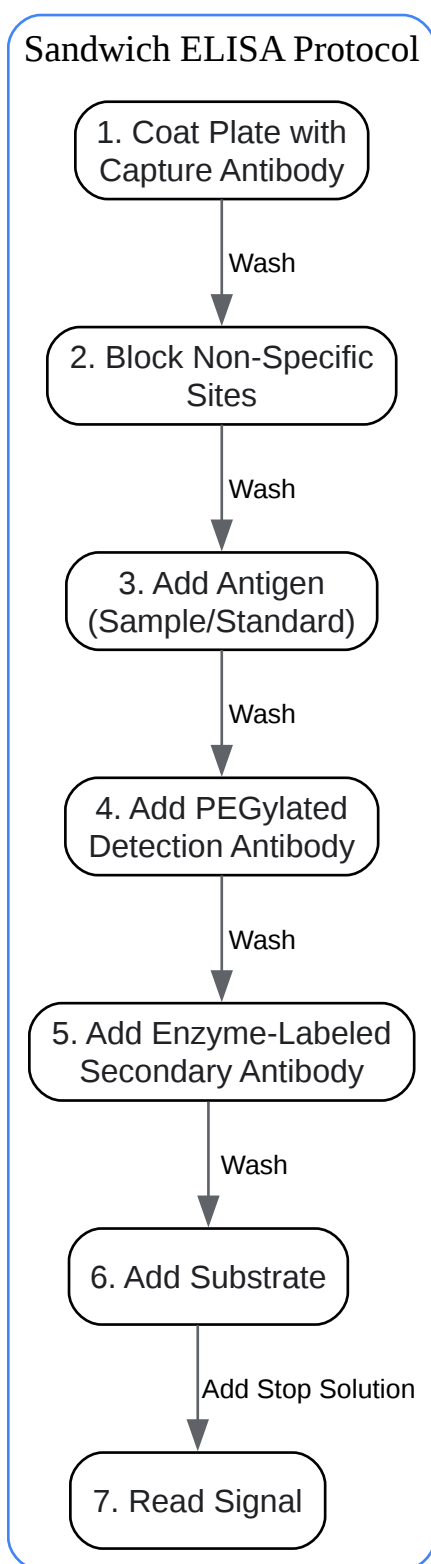 Sandwich ELISA Protocol
1. Coat Plate with
Capture Antibody
Wash
2. Block Non-Specific
Sites
Wash
3. Add Antigen
(Sample/Standard)
Wash
4. Add PEGylated
Detection Antibody
Wash
5. Add Enzyme-Labeled
Secondary Antibody
Wash
6. Add Substrate
Add Stop Solution
7. Read Signal